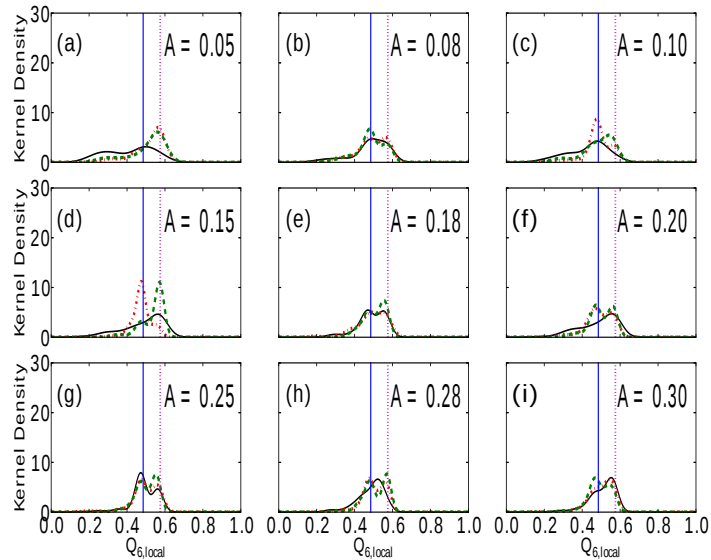 30
(a)
A = 0.05
(b)
A = 0.08
(c)
A = 0.10
20
10
0
Kernel Density
30
(d)
A = 0.15
(e)
A = 0.18
(f)
A = 0.20
20
10
0
Kernel Density
30
(g)
A = 0.25
(h)
A = 0.28
(i)
A = 0.30
20
10
0
Kernel Density
0.0 0.2 0.4 0.6 0.8 1.0
0.0 0.2 0.4 0.6 0.8 1.0
0.0 0.2 0.4 0.6 0.8 1.0
Q6,local
Q6,local
Q6,local